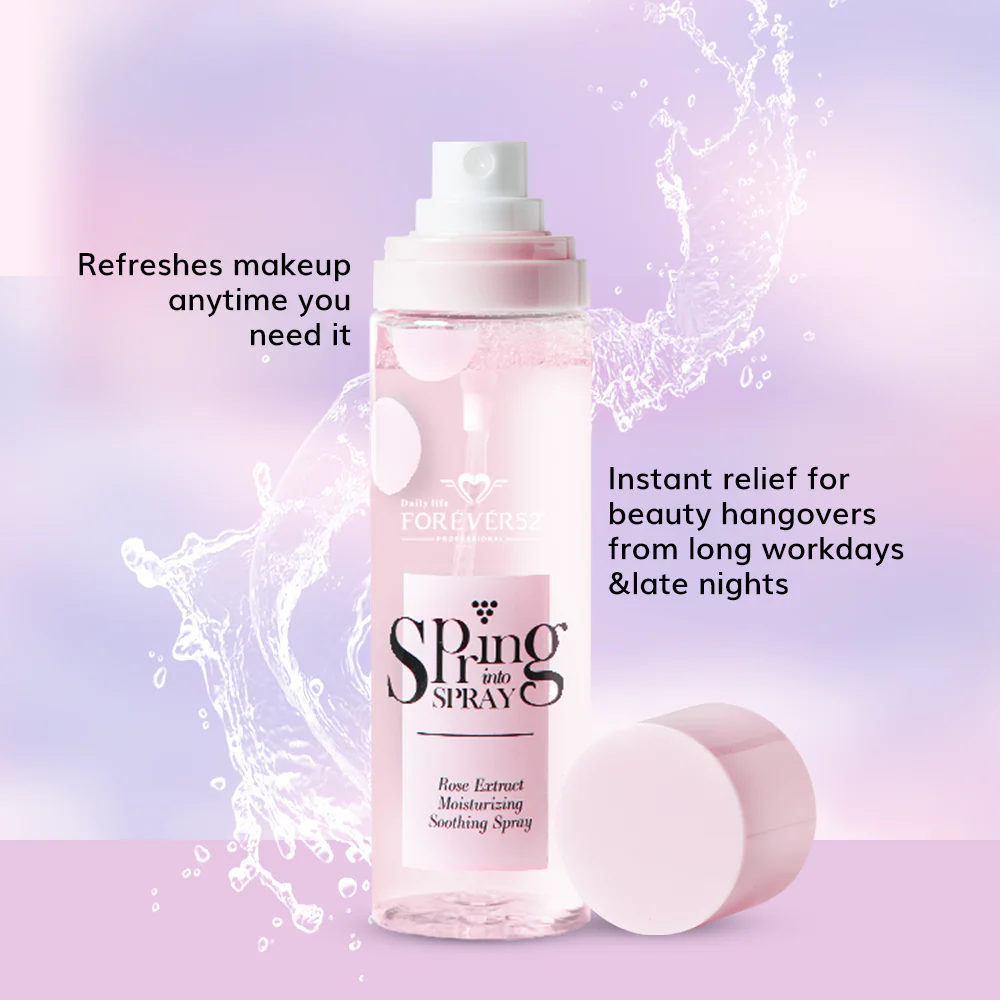 Refreshes makeup
anytime you
need it
Instant relief for
beauty hangovers
from long workdays
&late nights
Daily life
FOREVER52
PROFESSIONAL
Spring
into
SPRAY
Rose Extract
Moisturizing
Soothing Spray